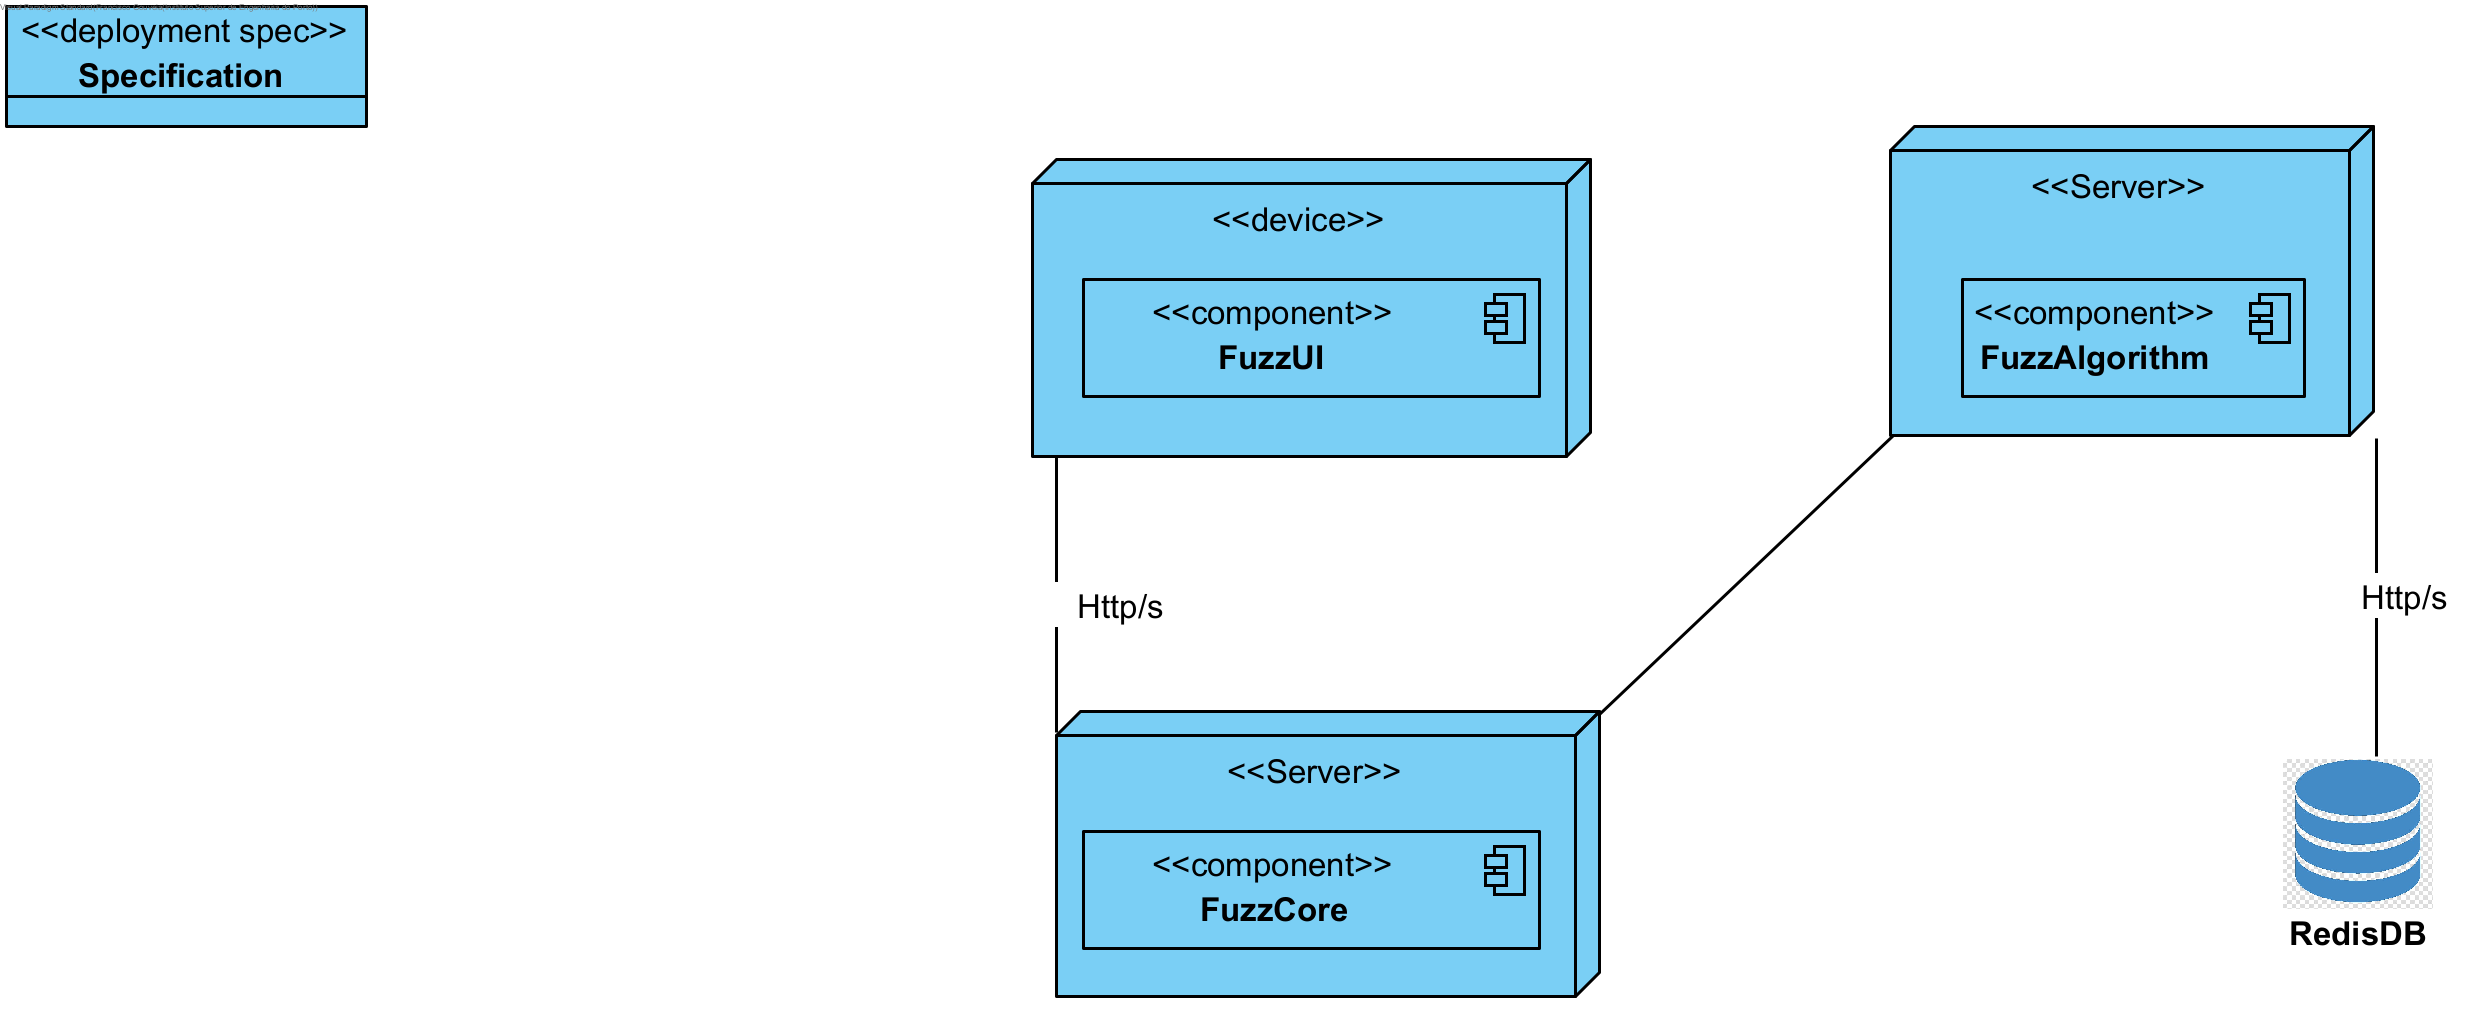 <<deployment spec>>
Specification
<<device>>
<<component>>
FuzzUI
<<Server>>
<<component>>
FuzzAlgorithm
Http/s
Http/s
<<Server>>
<<component>>
FuzzCore
RedisDB